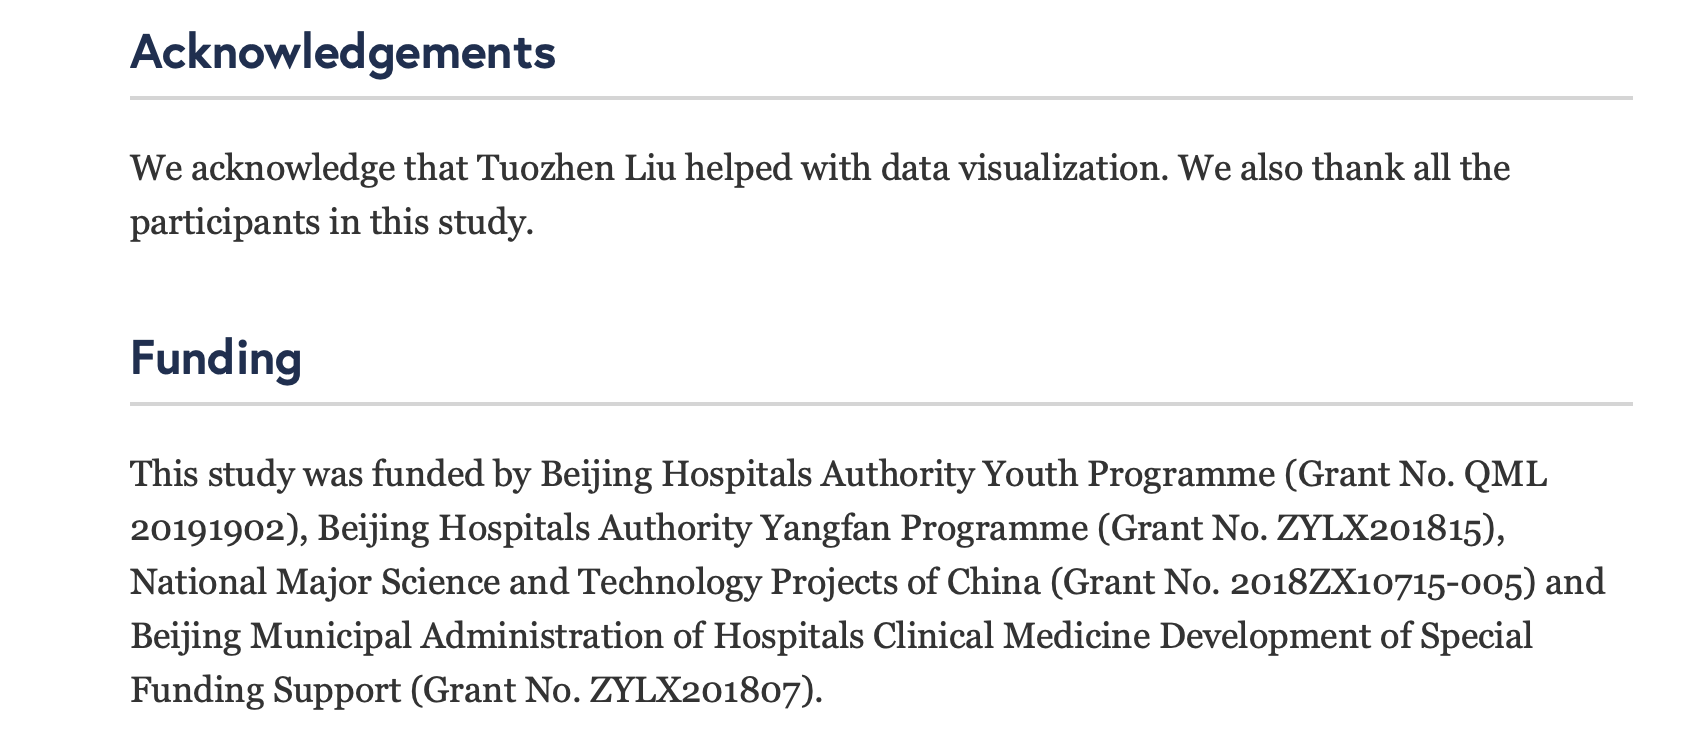 Acknowledgements
We acknowledge that Tuozhen Liu helped with data visualization. We also thank all the
participants in this study.
Funding
This study was funded by Beijing Hospitals Authority Youth Programme (Grant No. QML
20191902), Beijing Hospitals Authority Yangfan Programme (Grant No. ZYLX201815),
National Major Science and Technology Projects of China (Grant No. 2018ZX10715-005) and
Beijing Municipal Administration of Hospitals Clinical Medicine Development of Special
Funding Support (Grant No. ZYLX201807).